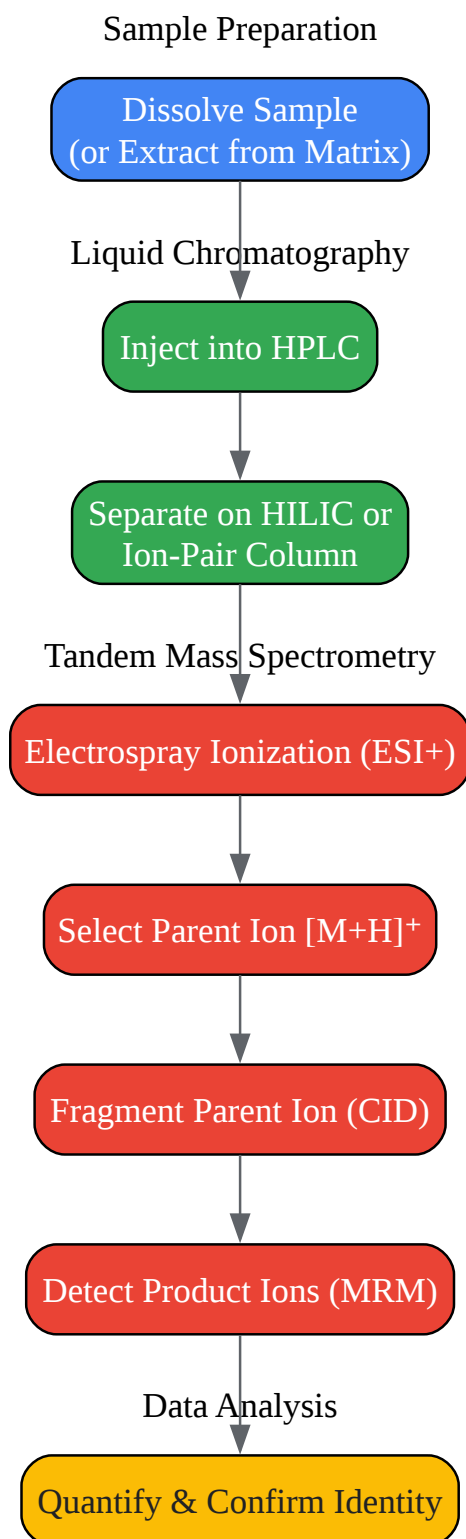 Sample Preparation
Dissolve Sample
(or Extract from Matrix)
Liquid Chromatography
Inject into HPLC
Separate on HILIC or
Ion-Pair Column
Tandem Mass Spectrometry
Electrospray Ionization (ESI+)
Select Parent Ion [M+H]⁺
Fragment Parent Ion (CID)
Detect Product Ions (MRM)
Data Analysis
Quantify & Confirm Identity